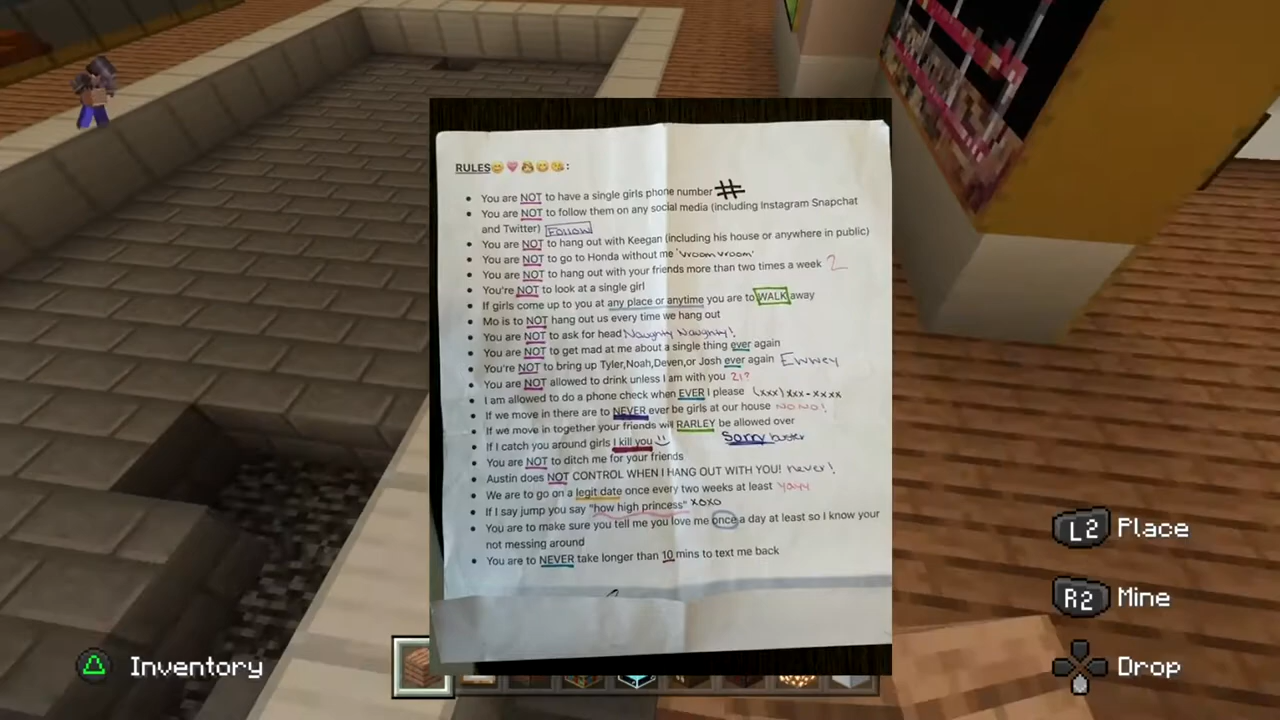 RULES😊💗👸😀😘:
• You are NOT to have a single girls phone number #
• You are NOT to follow them on any social media (including Instagram Snapchat
and Twitter) FOLLOW
• You are NOT to hang out with Keegan (including his house or anywhere in public)
• You are NOT to go to Honda without me 'vroom vroom'
• You are NOT to hang out with your friends more than two times a week 2
• You're NOT to look at a single girl
• If girls come up to you at any place or anytime you are to WALK away
• Mo is to NOT hang out us every time we hang out
• You are NOT to ask for head Naughty Naughty!
• You are NOT to get mad at me about a single thing ever again
• You're NOT to bring up Tyler,Noah,Deven,or Josh ever again Ewwey
• You are NOT allowed to drink unless I am with you 21?
• I am allowed to do a phone check when EVER I please (xxx)xxx-xxxx
• If we move in there are to NEVER ever be girls at our house NONO!
• If we move in together your friends will RARLEY be allowed over
• If I catch you around girls I kill you :) Sorry buster
• You are NOT to ditch me for your friends
• Austin does NOT CONTROL WHEN I HANG OUT WITH YOU! never!
• We are to go on a legit date once every two weeks at least yayy
• If I say jump you say "how high princess" xoxo
• You are to make sure you tell me you love me once a day at least so I know your
not messing around
• You are to NEVER take longer than 10 mins to text me back
L2 Place
R2 Mine
Inventory
Drop